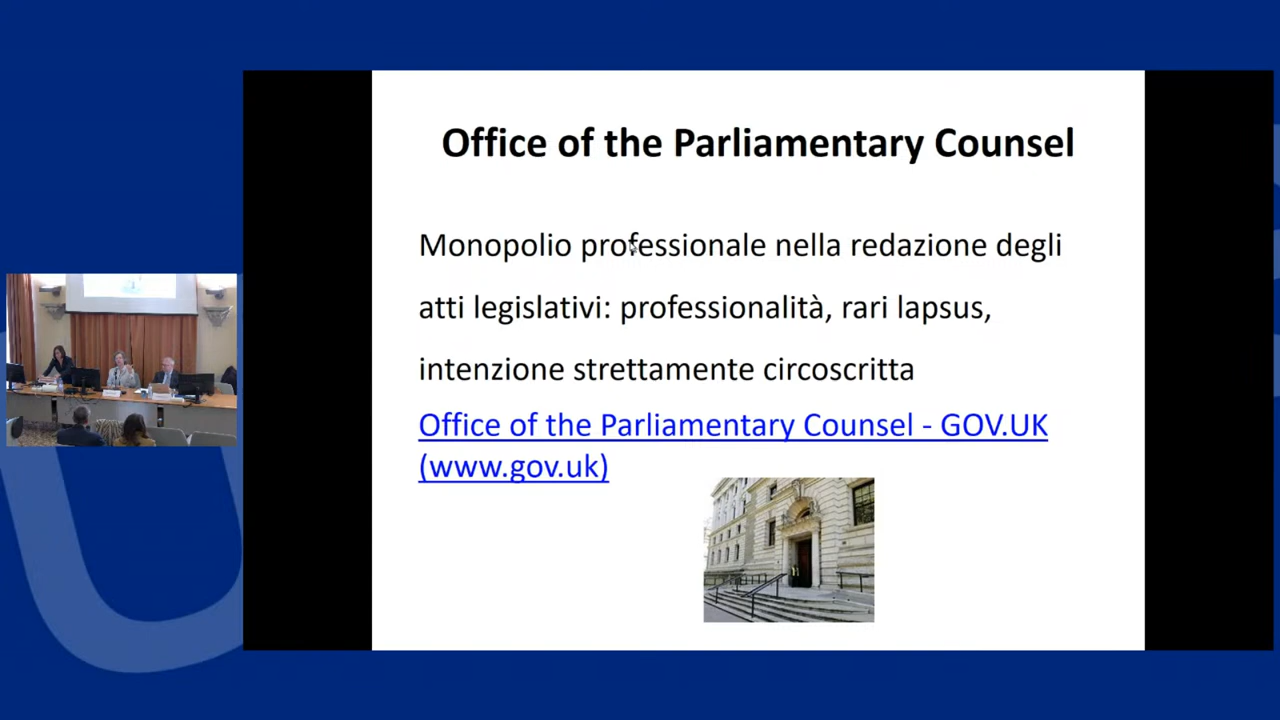 Office of the Parliamentary Counsel
Monopolio professionale nella redazione degli
atti legislativi: professionalità, rari lapsus,
intenzione strettamente circoscritta
Office of the Parliamentary Counsel - GOV.UK
(www.gov.uk)